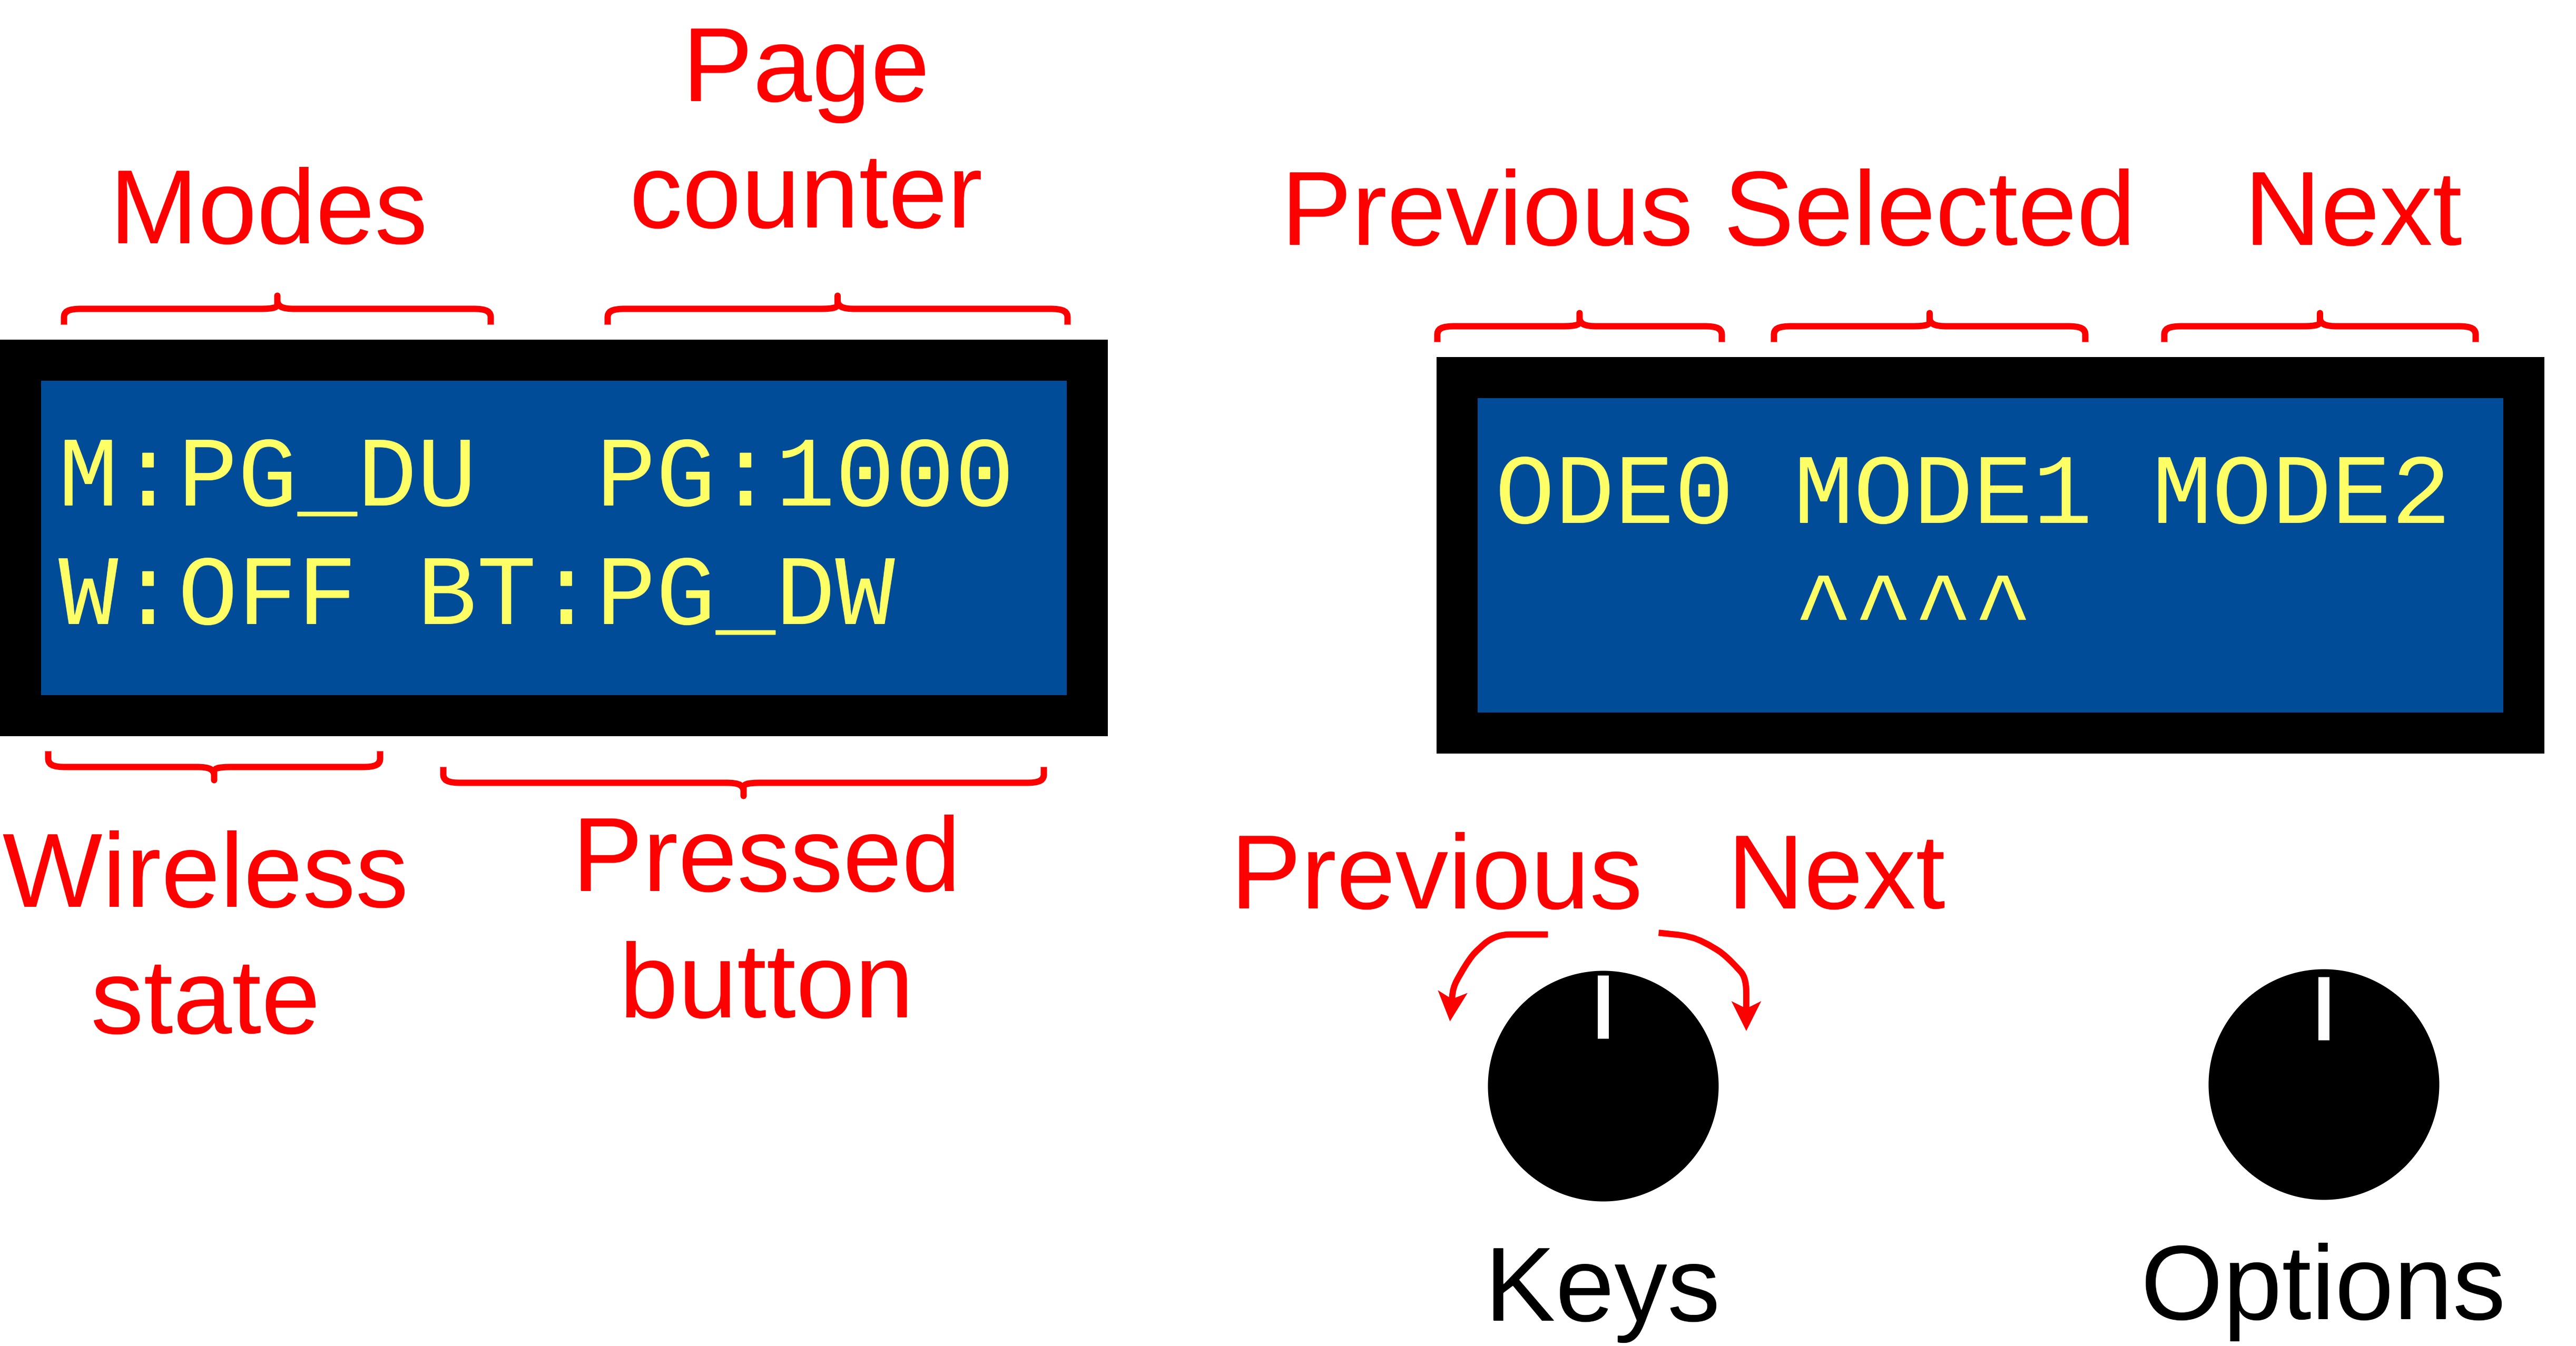 Page
counter
Modes
M:PG_DU  PG:1000
W:OFF BT:PG_DW
Wireless
state
Pressed
button
Previous Selected Next
ODE0 MODE1 MODE2
^^^^
Previous Next
Keys
Options